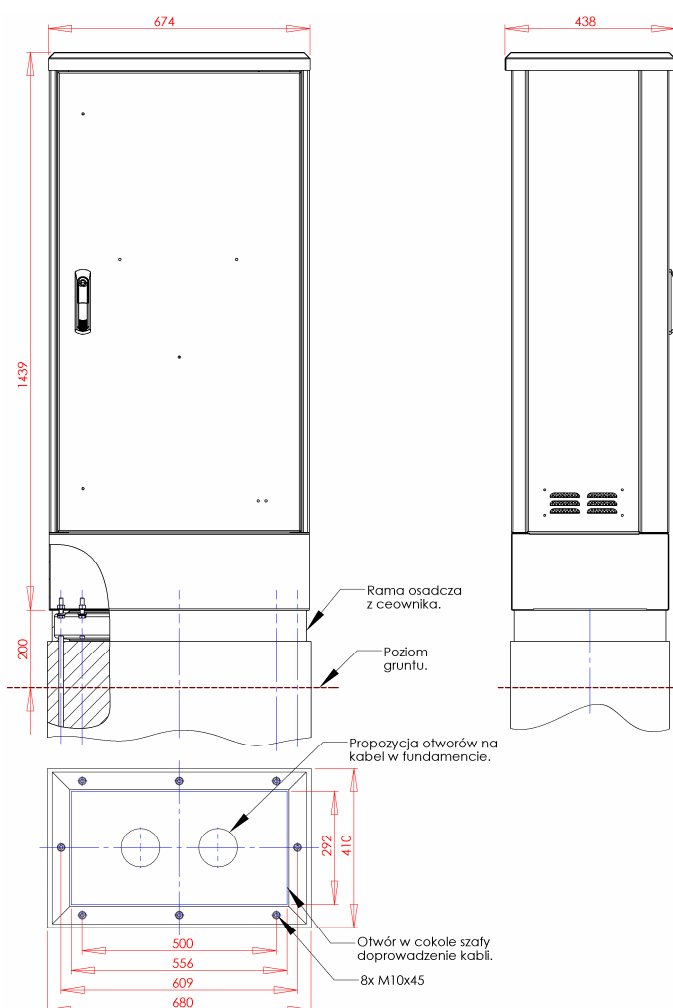 674
438
1439
Rama osadcza
z ceownika.
200
Poziom
gruntu.
Propozycja otworów na
kabel w fundamencie.
292
410
Otwór w cokole szafy
doprowadzenie kabli.
500
556
8x M10x45
609
680